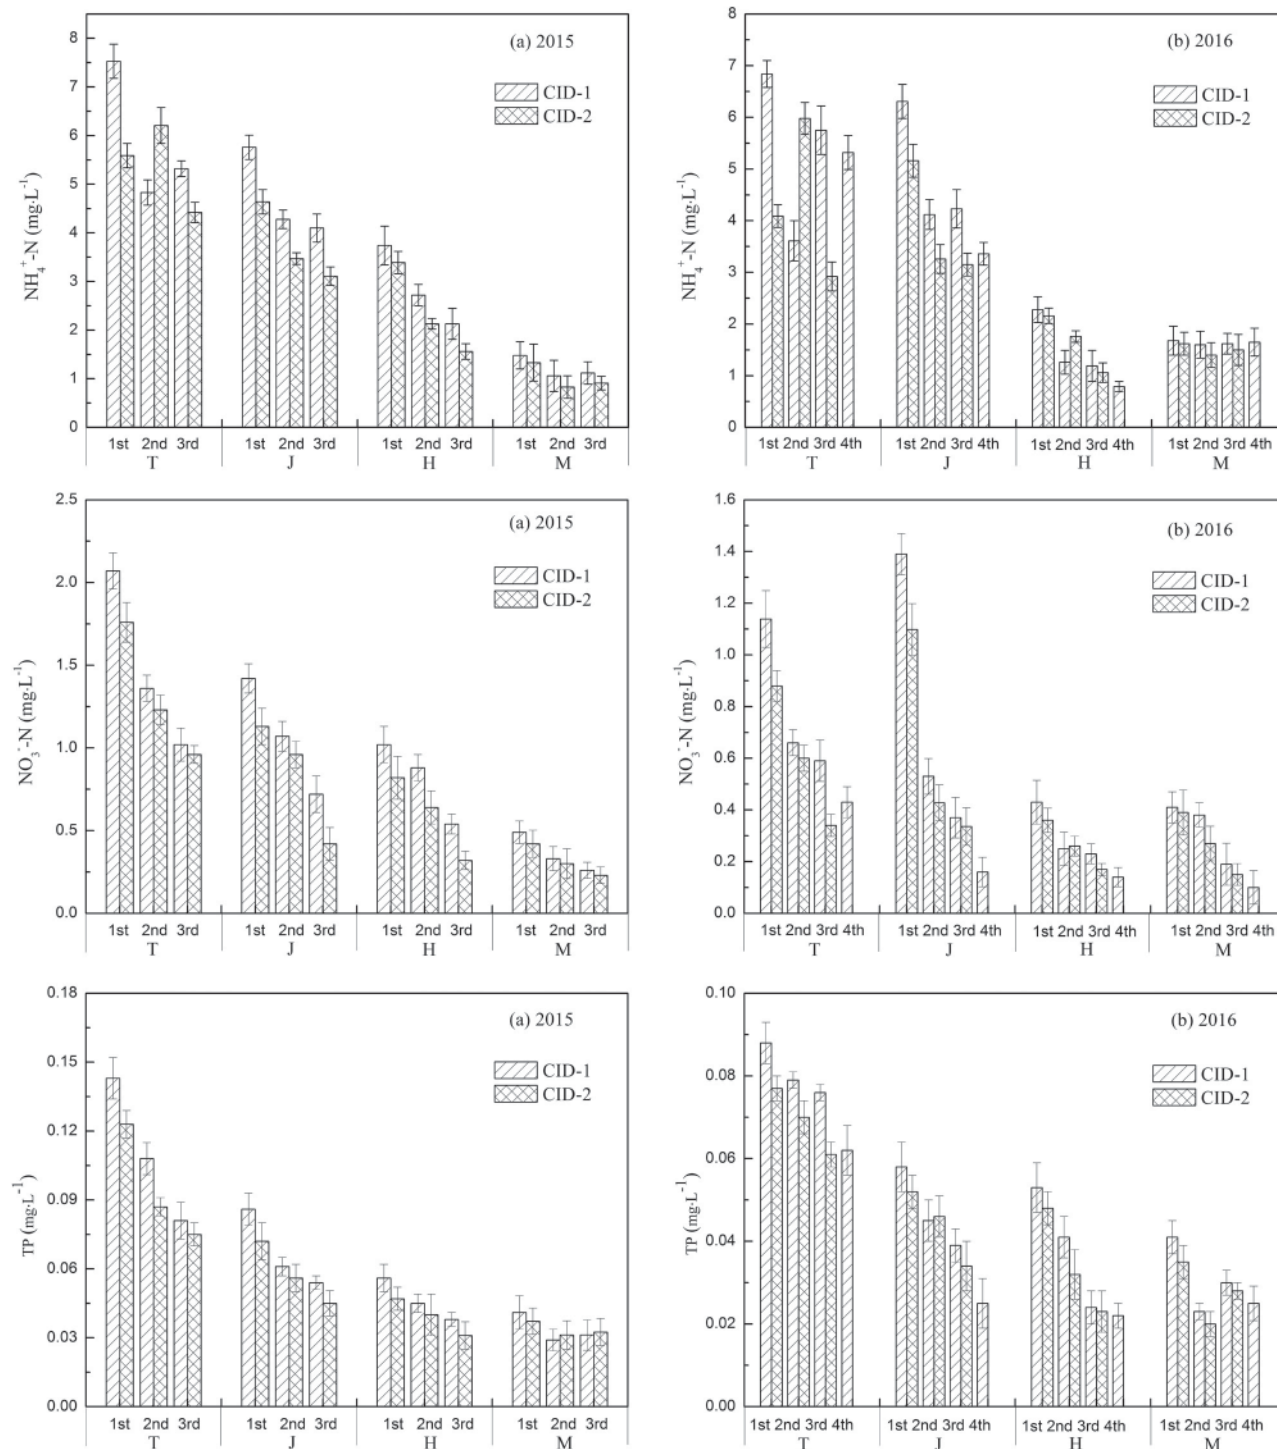 (a) 2015
CID-1
CID-2
NH₄⁺-N (mg·L⁻¹)
8
7
6
5
4
3
2
1
0
1st 2nd 3rd 1st 2nd 3rd 1st 2nd 3rd 1st 2nd 3rd
T J H M
(b) 2016
CID-1
CID-2
NH₄⁺-N (mg·L⁻¹)
8
7
6
5
4
3
2
1
0
1st 2nd 3rd 4th 1st 2nd 3rd 4th 1st 2nd 3rd 4th 1st 2nd 3rd 4th
T J H M
(a) 2015
CID-1
CID-2
NO₃⁻-N (mg·L⁻¹)
2.5
2.0
1.5
1.0
0.5
0.0
1st 2nd 3rd 1st 2nd 3rd 1st 2nd 3rd 1st 2nd 3rd
T J H M
(b) 2016
CID-1
CID-2
NO₃⁻-N (mg·L⁻¹)
1.6
1.4
1.2
1.0
0.8
0.6
0.4
0.2
0.0
1st 2nd 3rd 4th 1st 2nd 3rd 4th 1st 2nd 3rd 4th 1st 2nd 3rd 4th
T J H M
(a) 2015
CID-1
CID-2
TP (mg·L⁻¹)
0.18
0.15
0.12
0.09
0.06
0.03
0.00
1st 2nd 3rd 1st 2nd 3rd 1st 2nd 3rd 1st 2nd 3rd
T J H M
(b) 2016
CID-1
CID-2
TP (mg·L⁻¹)
0.10
0.08
0.06
0.04
0.02
0.00
1st 2nd 3rd 4th 1st 2nd 3rd 4th 1st 2nd 3rd 4th 1st 2nd 3rd 4th
T J H M